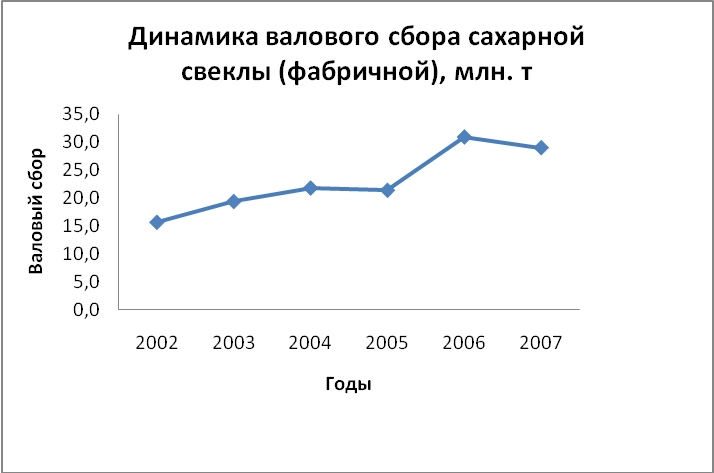 Динамика валового сбора сахарной
свеклы (фабричной), млн. т
Валовый сбор
35,0
30,0
25,0
20,0
15,0
10,0
5,0
0,0
2002 2003 2004 2005 2006 2007
Годы